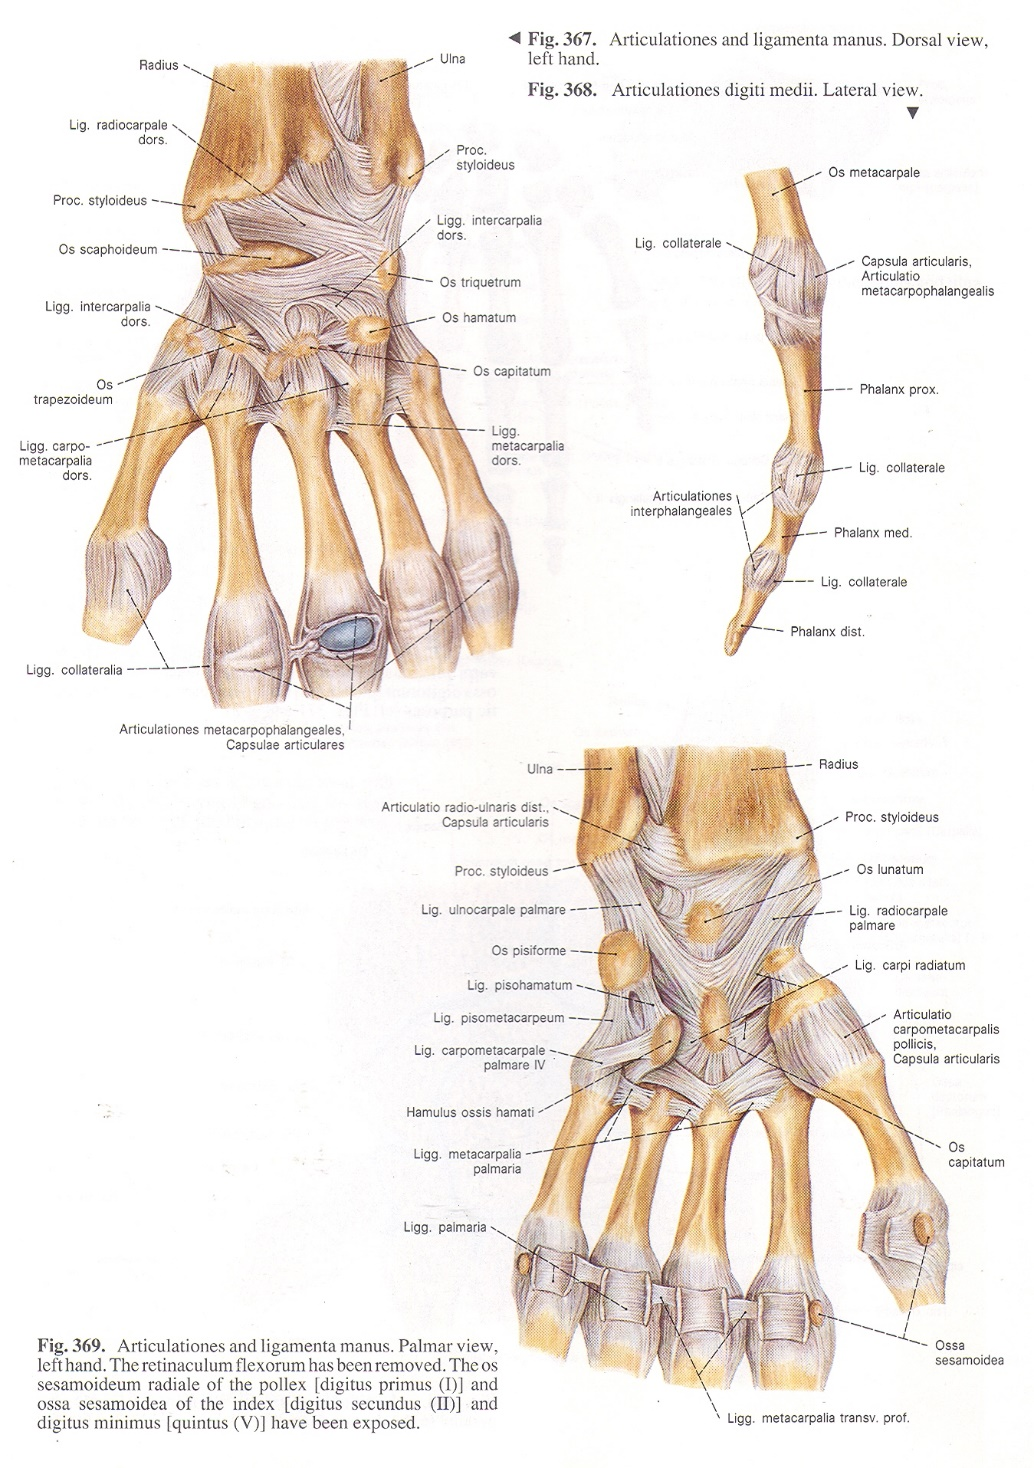 ◄ Fig. 367. Articulationes and ligamenta manus. Dorsal view,
left hand.
Fig. 368. Articulationes digiti medii. Lateral view.
▼
Radius
Ulna
Lig. radiocarpale
dors.
Proc.
styloideus
Proc. styloideus
Ligg. intercarpalia
dors.
Os scaphoideum
Os triquetrum
Ligg. intercarpalia
dors.
Os hamatum
Os capitatum
Os
trapezoideum
Ligg. carpo-
metacarpalia
dors.
Ligg.
metacarpalia
dors.
Ligg. collateralia
Articulationes metacarpophalangeales,
Capsulae articulares
Os metacarpale
Lig. collaterale
Capsula articularis,
Articulatio
metacarpophalangealis
Phalanx prox.
Lig. collaterale
Articulationes
interphalangeales
Phalanx med.
Lig. collaterale
Phalanx dist.
Ulna
Radius
Articulatio radio-ulnaris dist.,
Capsula articularis
Proc. styloideus
Proc. styloideus
Os lunatum
Lig. ulnocarpale palmare
Lig. radiocarpale
palmare
Os pisiforme
Lig. carpi radiatum
Lig. pisohamatum
Lig. pisometacarpeum
Articulatio
carpometacarpalis
pollicis,
Capsula articularis
Lig. carpometacarpale
palmare IV
Hamulus ossis hamati
Ligg. metacarpalia
palmaria
Os
capitatum
Ligg. palmaria
Ossa
sesamoidea
Ligg. metacarpalia transv. prof.
Fig. 369. Articulationes and ligamenta manus. Palmar view,
left hand. The retinaculum flexorum has been removed. The os
sesamoideum radiale of the pollex [digitus primus (I)] and
ossa sesamoidea of the index [digitus secundus (II)] and
digitus minimus [quintus (V)] have been exposed.